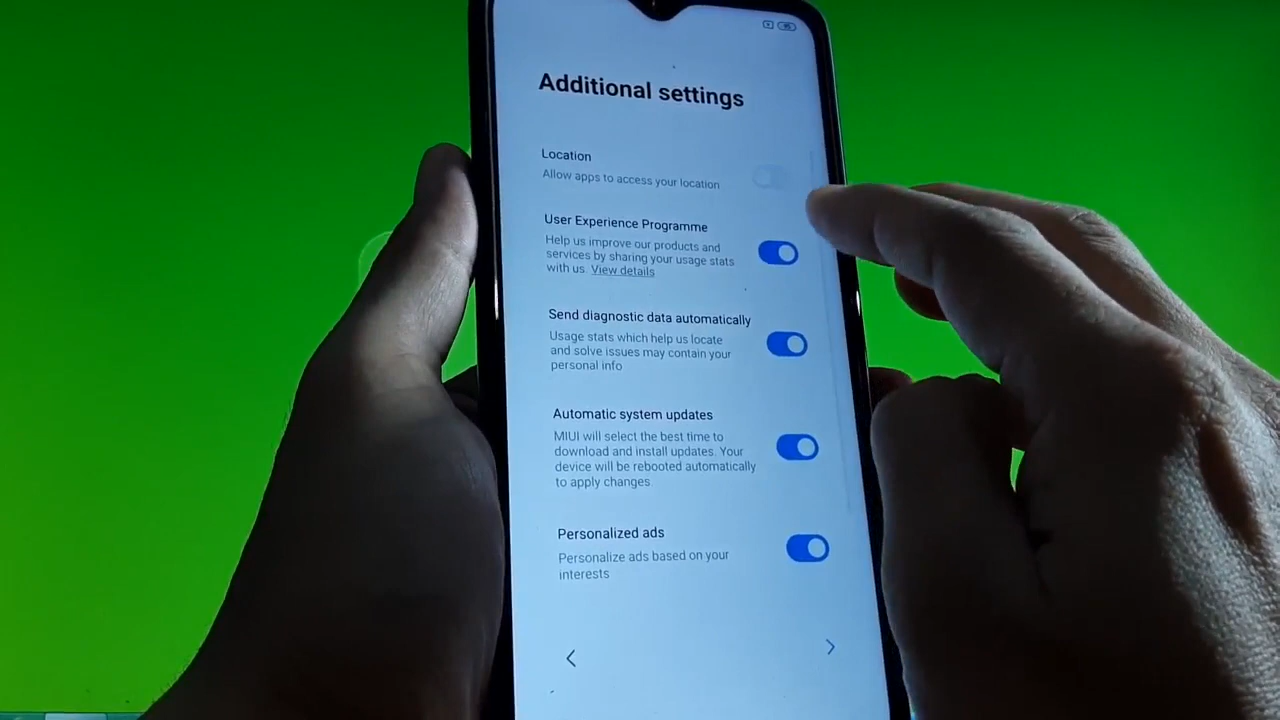 Additional settings
Location
Allow apps to access your location
User Experience Programme
Help us improve our products and
services by sharing your usage stats
with us. View details
Send diagnostic data automatically
Usage stats which help us locate
and solve issues may contain your
personal info
Automatic system updates
MIUI will select the best time to
download and install updates. Your
device will be rebooted automatically
to apply changes.
Personalized ads
Personalize ads based on your
interests